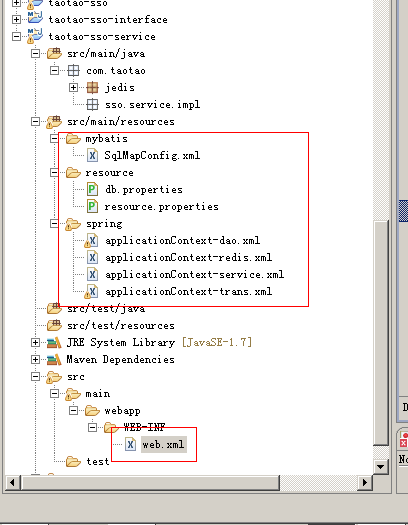 taotao-sso
taotao-sso-interface
taotao-sso-service
src/main/java
com.taotao
jedis
sso.service.impl
src/main/resources
mybatis
SqlMapConfig.xml
resource
db.properties
resource.properties
spring
applicationContext-dao.xml
applicationContext-redis.xml
applicationContext-service.xml
applicationContext-trans.xml
src/test/java
src/test/resources
JRE System Library [JavaSE-1.7]
Maven Dependencies
src
main
webapp
WEB-INF
web.xml
test
D
No